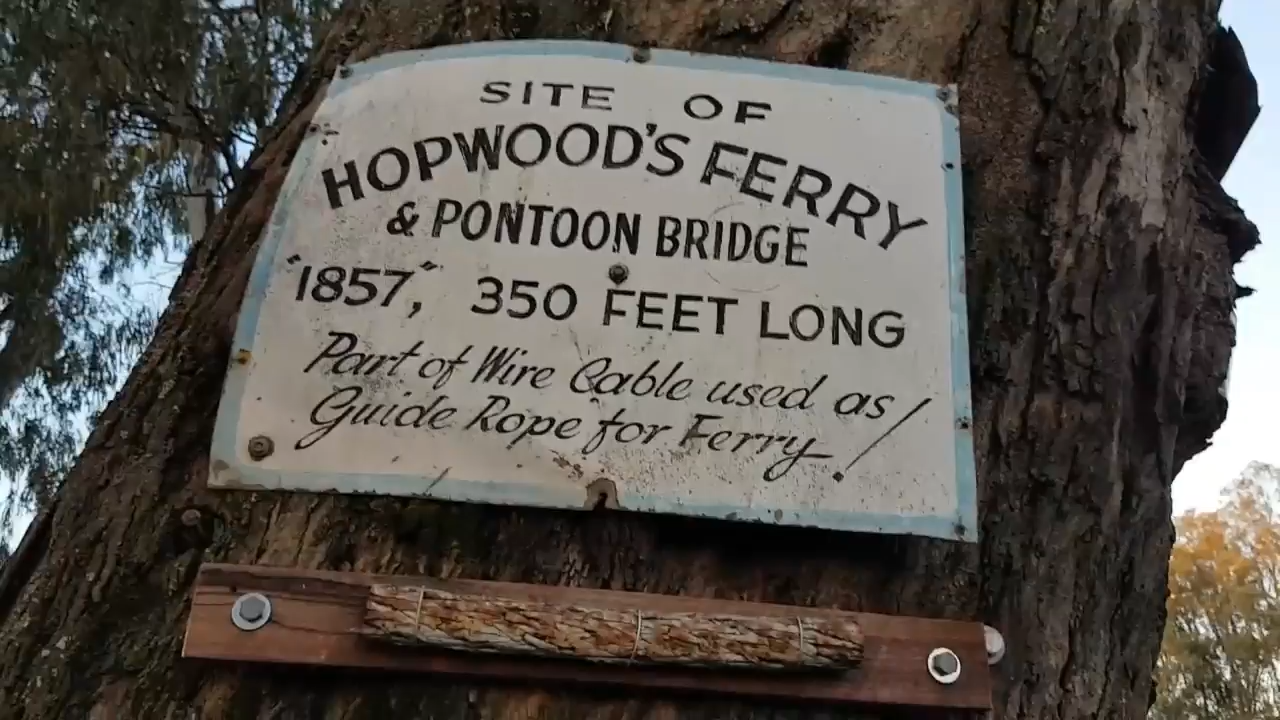 SITE OF
HOPWOOD'S FERRY
& PONTOON BRIDGE
"1857," 350 FEET LONG
Part of Wire Cable used as
Guide Rope for Ferry!